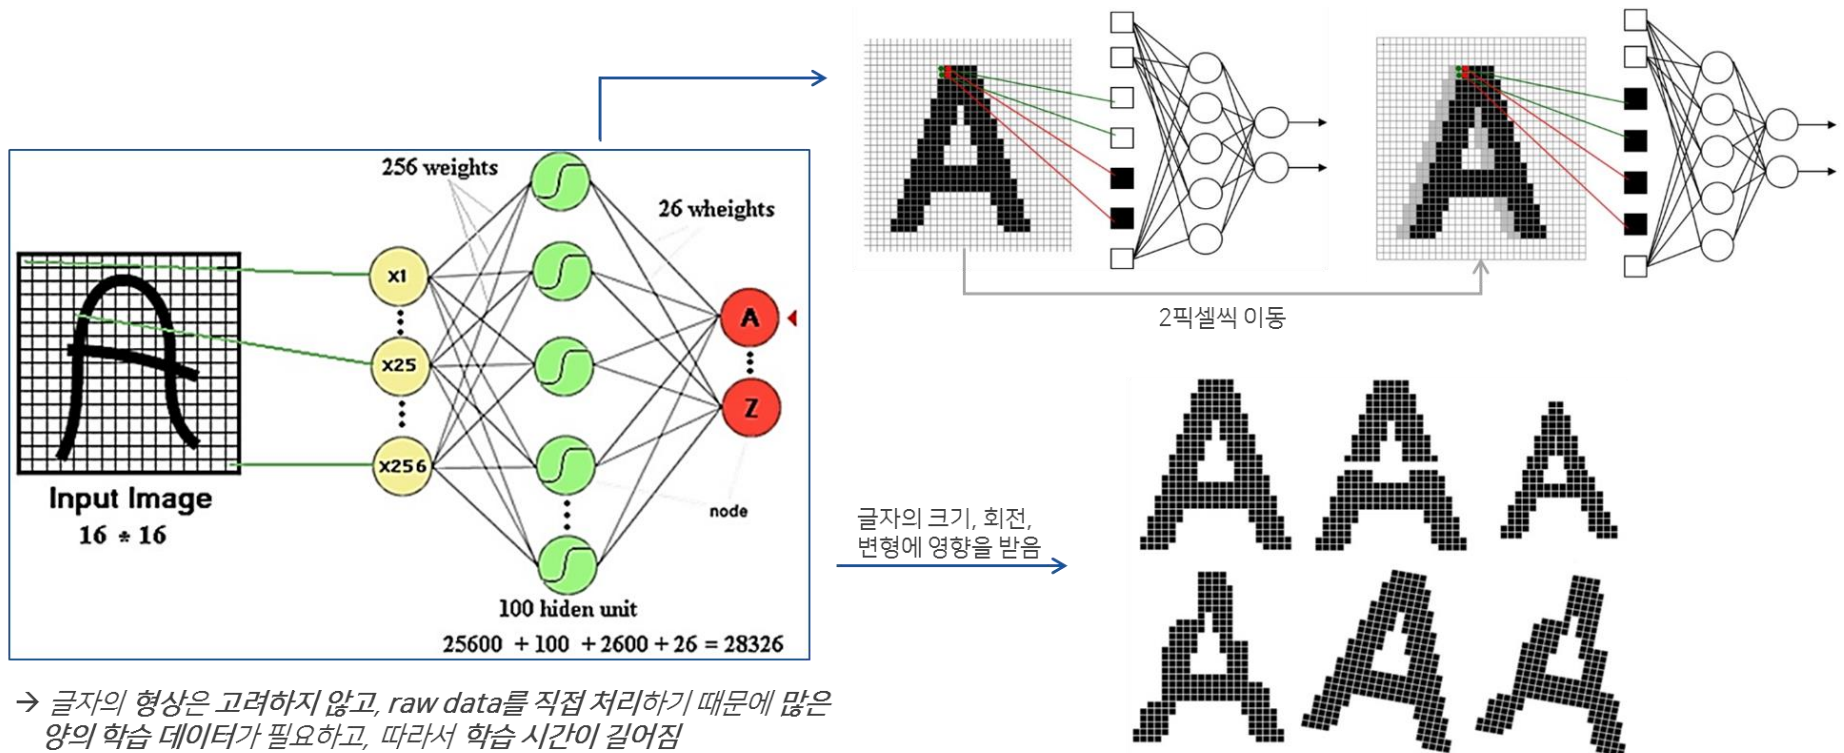 256 weights
26 wheights
x1
x25
x256
A
Z
Input Image
16 * 16
node
100 hiden unit
25600 + 100 + 2600 + 26 = 28326
→ 글자의 형상은 고려하지 않고, raw data를 직접 처리하기 때문에 많은
양의 학습 데이터가 필요하고, 따라서 학습 시간이 길어짐
2픽셀씩 이동
글자의 크기, 회전,
변형에 영향을 받음